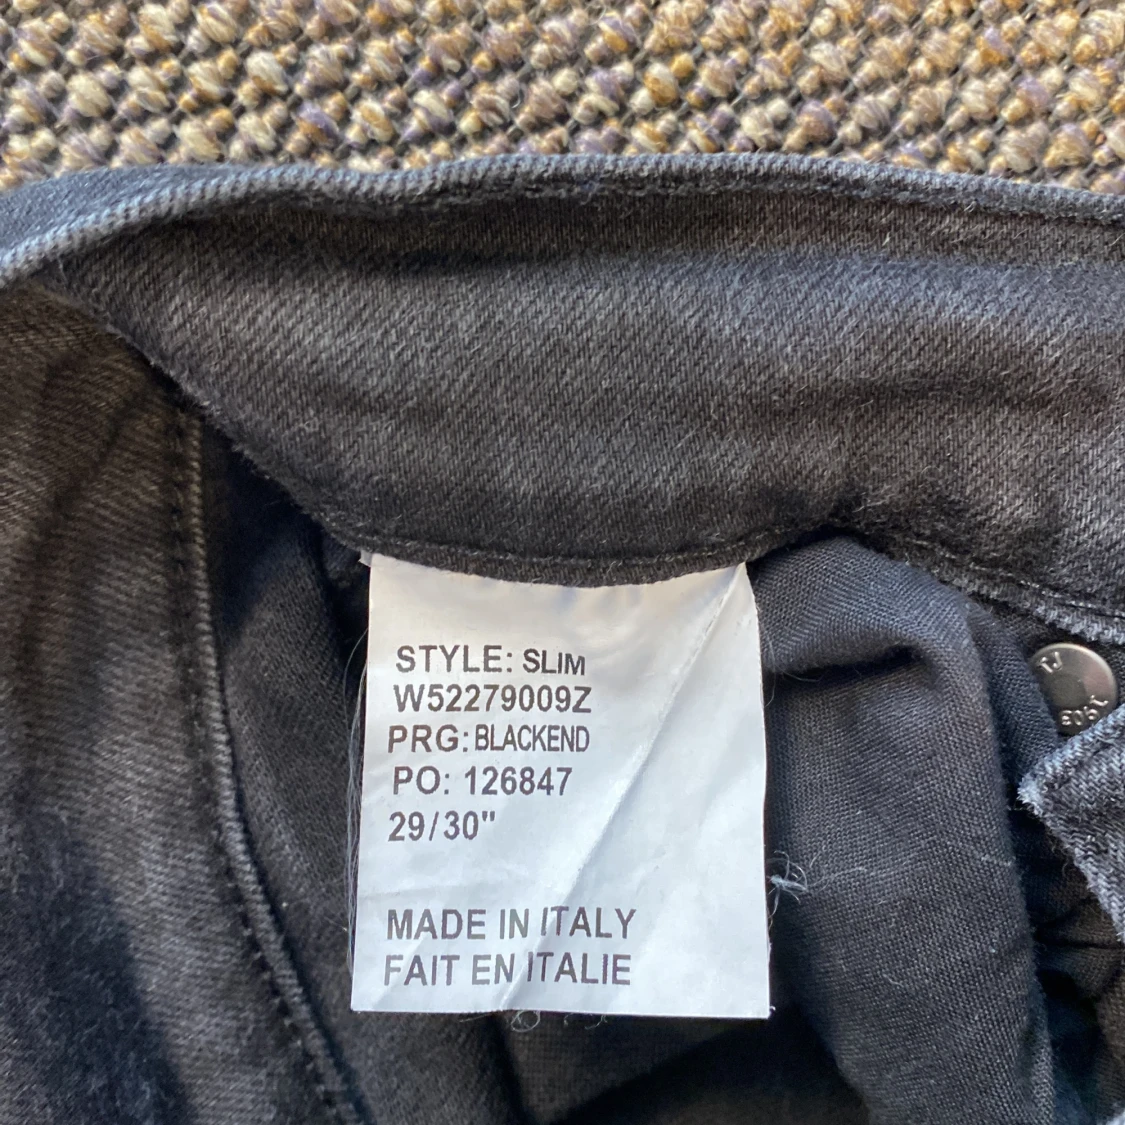 STYLE: SLIM
W52279009Z
PRG: BLACKEND
PO: 126847
29/30"
MADE IN ITALY
FAIT EN ITALIE